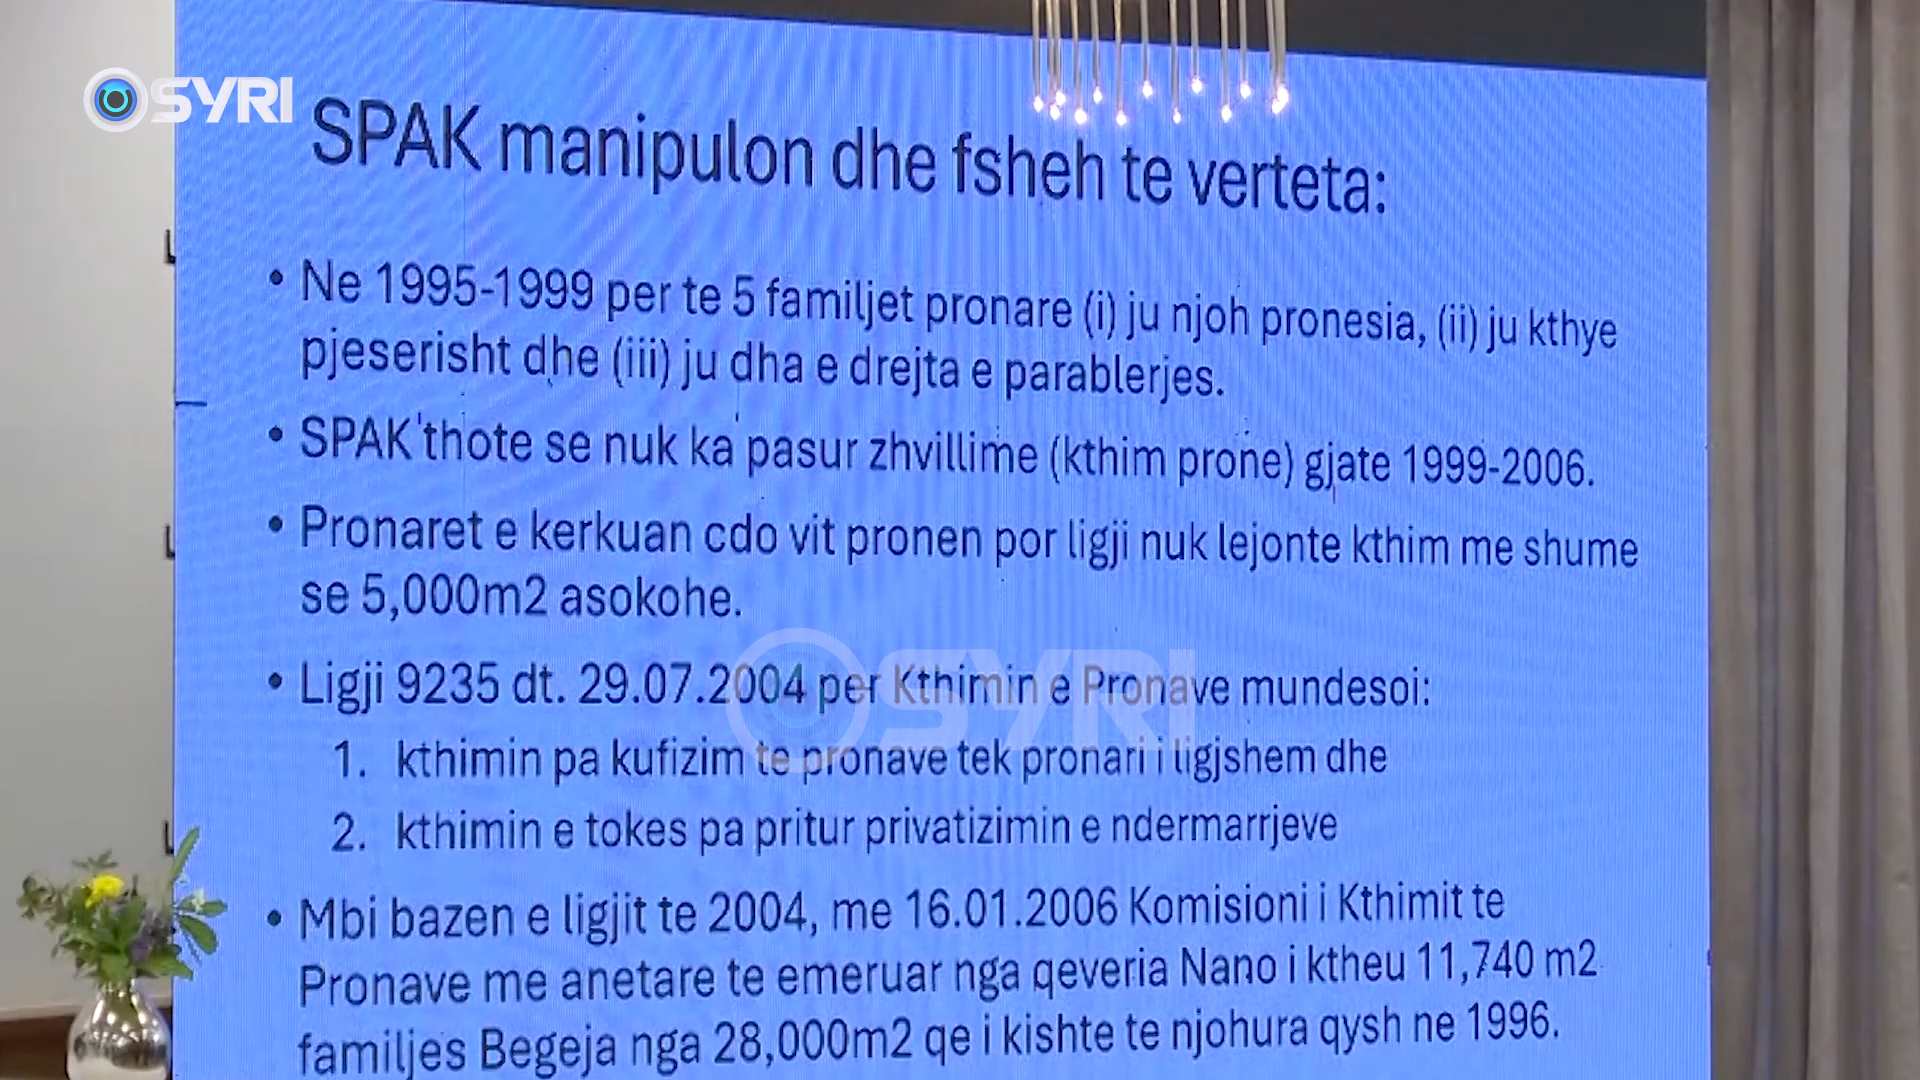 SYRI
SPAK manipulon dhe fsheh te verteta:
• Ne 1995-1999 per te 5 familjet pronare (i) ju njoh pronesia, (ii) ju kthye
pjeserisht dhe (iii) ju dha e drejta e parablerjes.
• SPAK thote se nuk ka pasur zhvillime (kthim prone) gjate 1999-2006.
• Pronaret e kerkuan cdo vit pronen por ligji nuk lejonte kthim me shume
se 5,000m2 asokohe.
• Ligji 9235 dt. 29.07.2004 per Kthimin e Pronave mundesoi:
1. kthimin pa kufizim te pronave tek pronari i ligjshem dhe
2. kthimin e tokes pa pritur privatizimin e ndermarrjeve
• Mbi bazen e ligjit te 2004, me 16.01.2006 Komisioni i Kthimit te
Pronave me anetare te emeruar nga qeveria Nano i ktheu 11,740 m2
familjes Begeja nga 28,000m2 qe i kishte te njohura qysh ne 1996.
SYRI